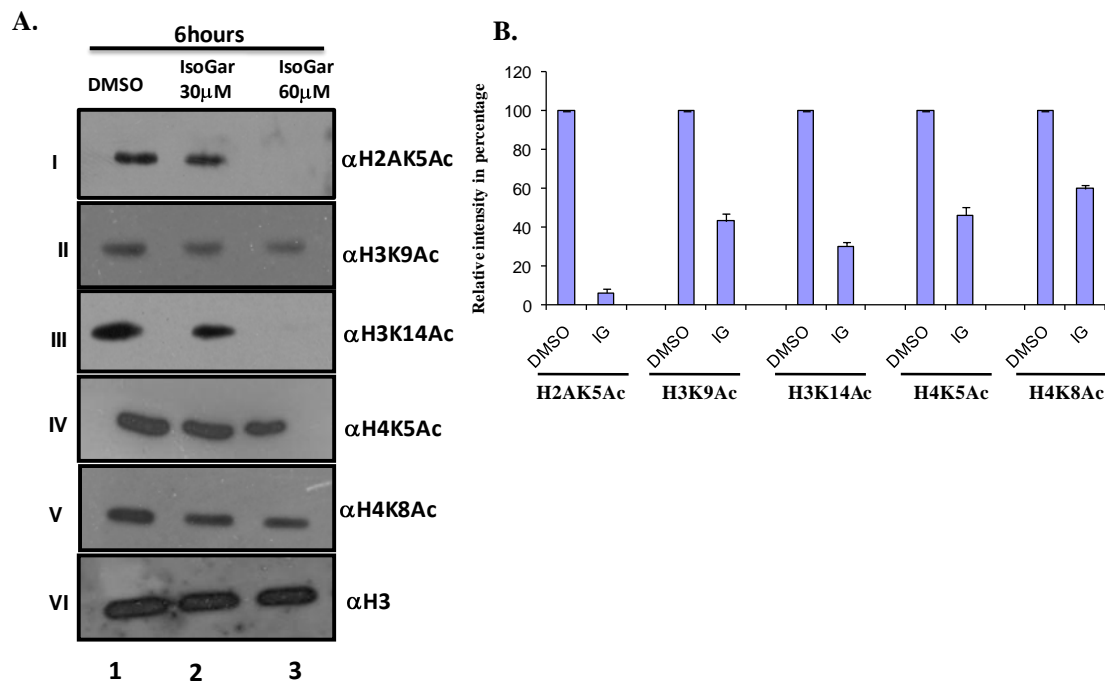 A.
6hours
DMSO
IsoGar
30μM
IsoGar
60μM
I
αH2AK5Ac
II
αH3K9Ac
III
αH3K14Ac
IV
αH4K5Ac
V
αH4K8Ac
VI
αH3
1 2 3
B.
Relative intensity in percentage
120
100
80
60
40
20
0
DMSO IG DMSO IG DMSO IG DMSO IG DMSO IG
H2AK5Ac H3K9Ac H3K14Ac H4K5Ac H4K8Ac